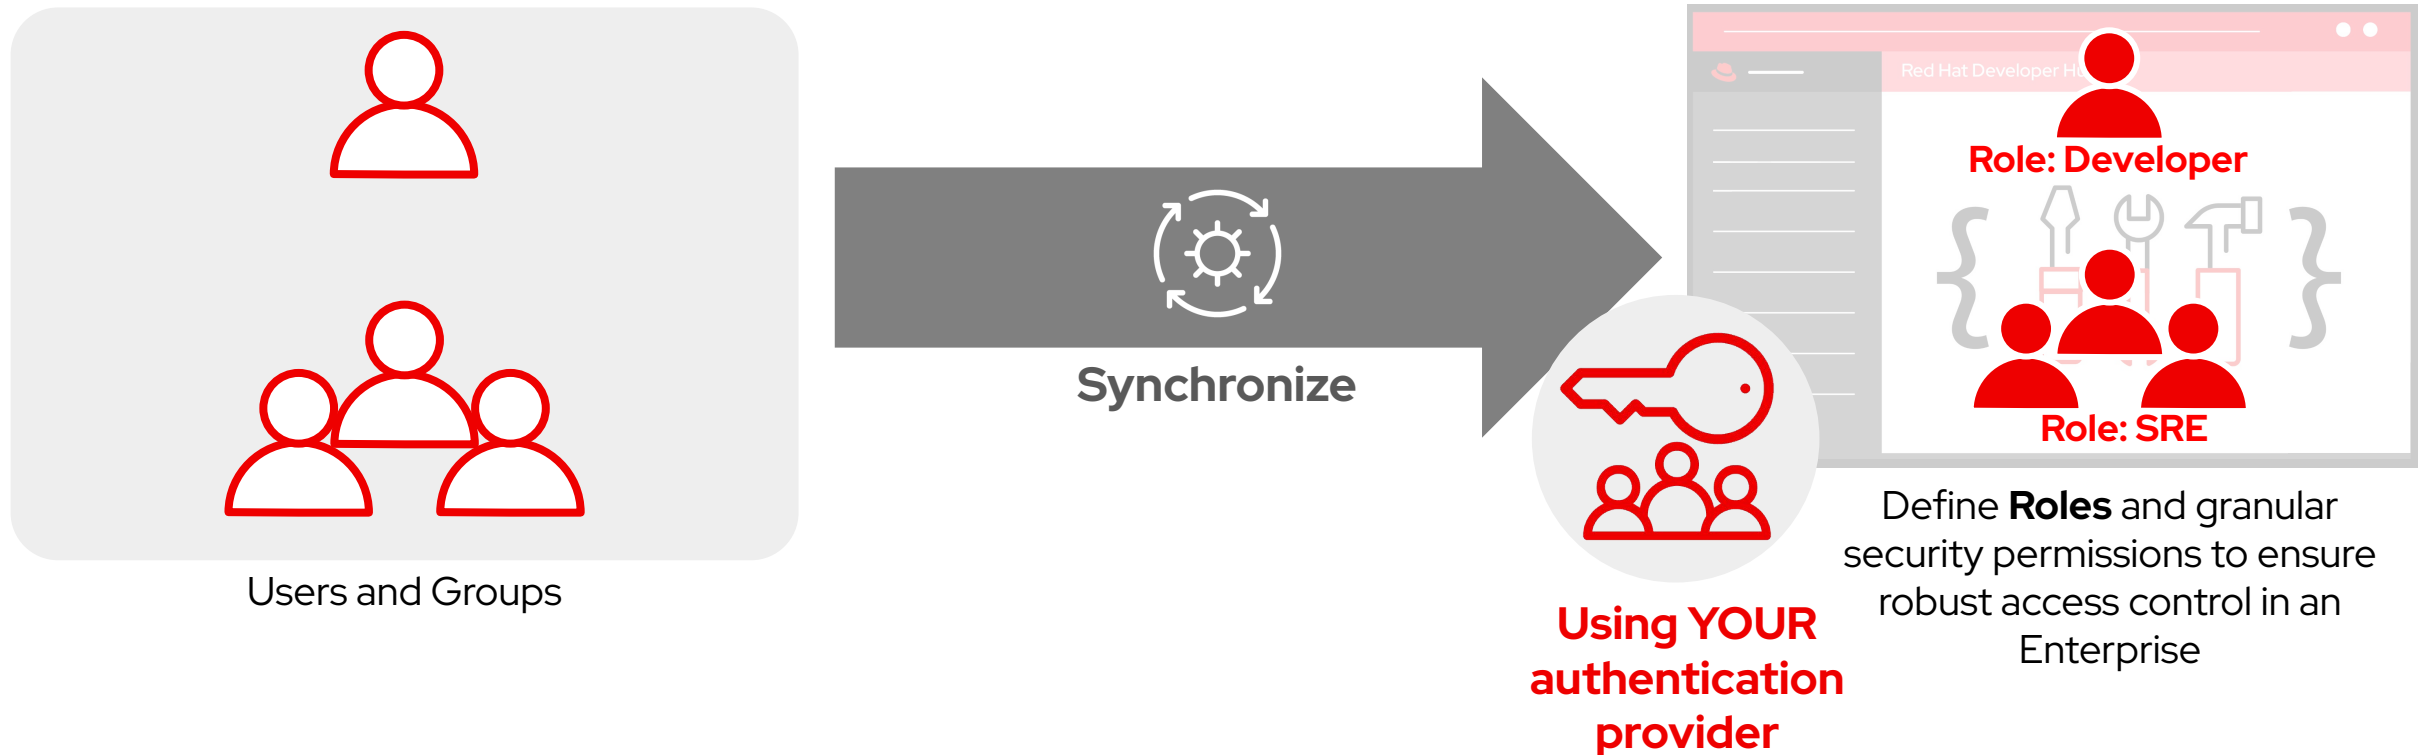 Red Hat Developer
Role: Developer
Role: SRE
Synchronize
Users and Groups
Define Roles and granular
security permissions to ensure
robust access control in an
Enterprise
Using YOUR
authentication
provider